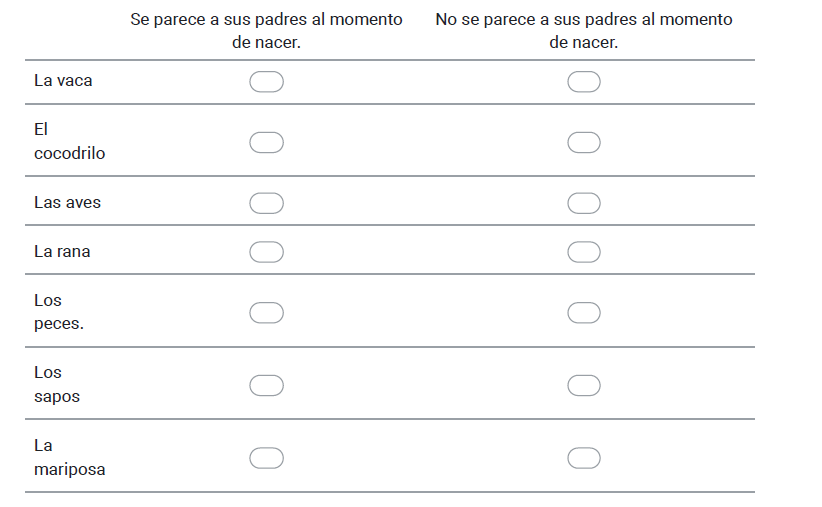 Se parece a sus padres al momento
de nacer.
No se parece a sus padres al momento
de nacer.
La vaca
El
cocodrilo
Las aves
La rana
Los
peces.
Los
sapos
La
mariposa